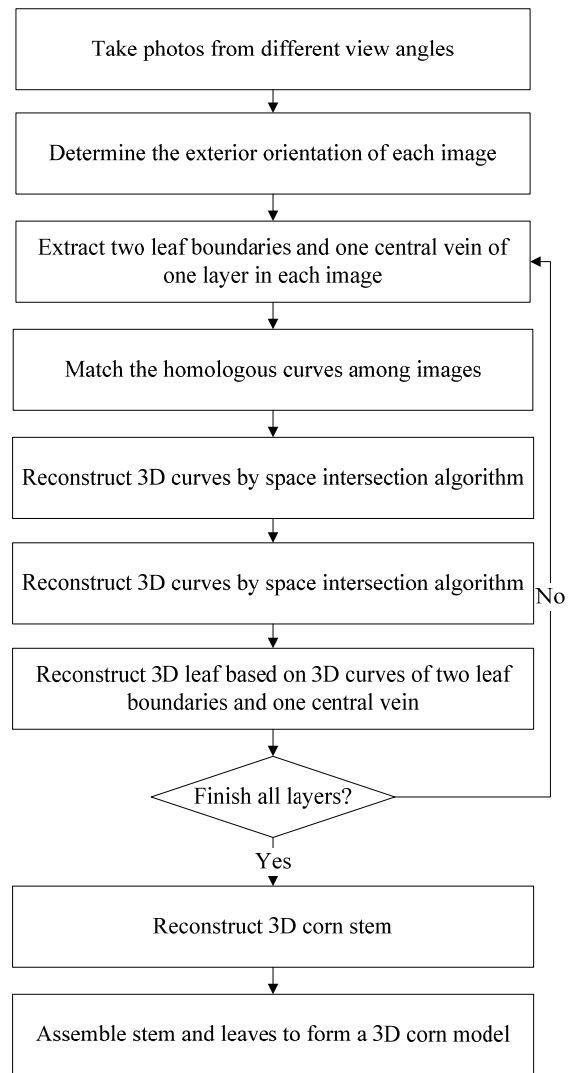 Take photos from different view angles
Determine the exterior orientation of each image
Extract two leaf boundaries and one central vein of
one layer in each image
Match the homologous curves among images
Reconstruct 3D curves by space intersection algorithm
Reconstruct 3D curves by space intersection algorithm
No
Reconstruct 3D leaf based on 3D curves of two leaf
boundaries and one central vein
Finish all layers?
Yes
Reconstruct 3D corn stem
Assemble stem and leaves to form a 3D corn model